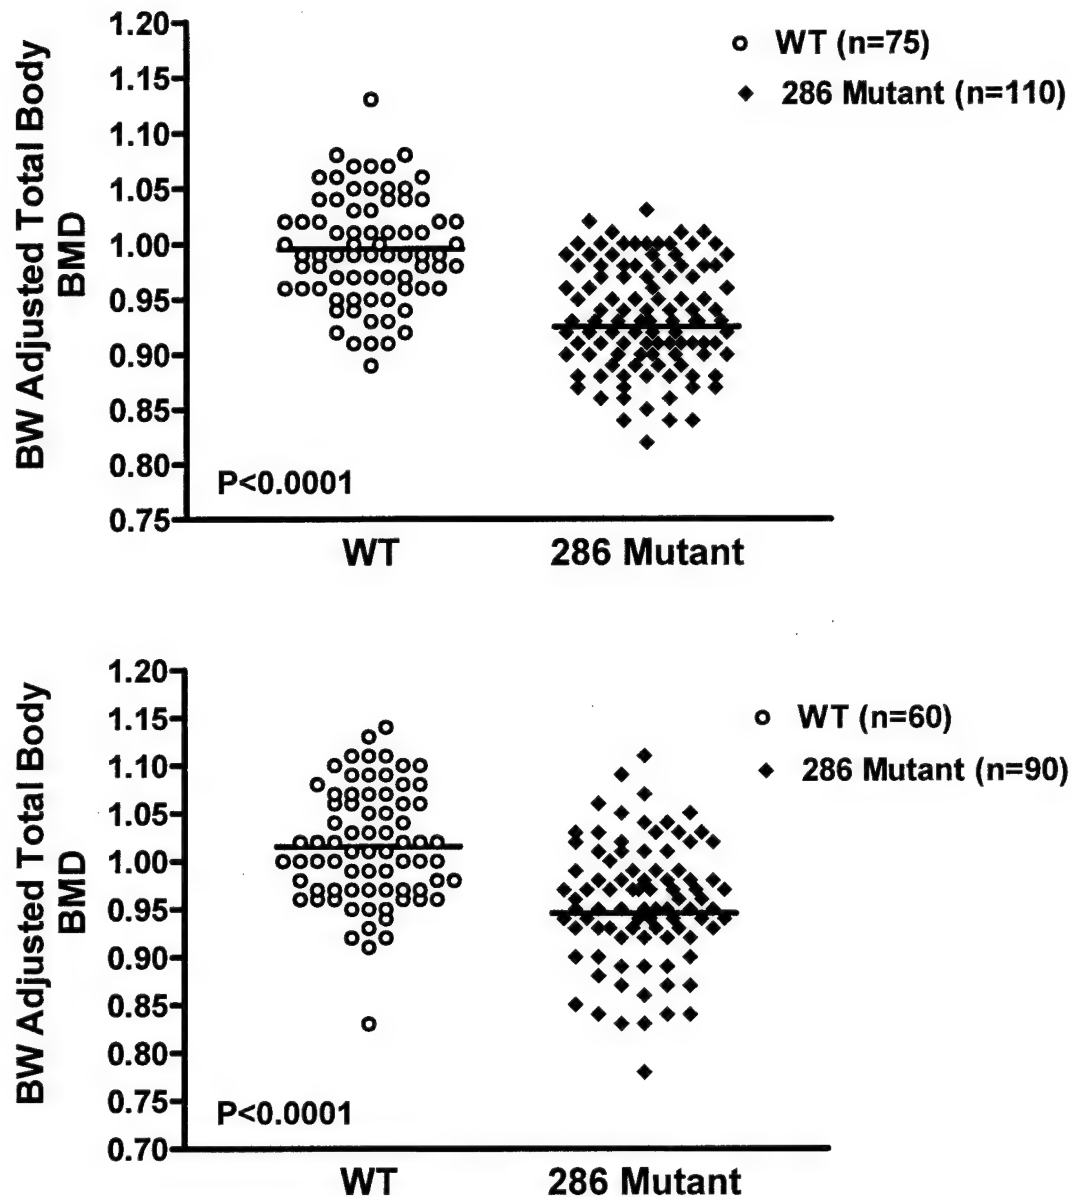 1.20
1.15
1.10
1.05
1.00
0.95
0.90
0.85
0.80
0.75
BW Adjusted Total Body
BMD
WT (n=75)
286 Mutant (n=110)
P<0.0001
WT
286 Mutant
1.20
1.15
1.10
1.05
1.00
0.95
0.90
0.85
0.80
0.75
0.70
BW Adjusted Total Body
BMD
WT (n=60)
286 Mutant (n=90)
P<0.0001
WT
286 Mutant